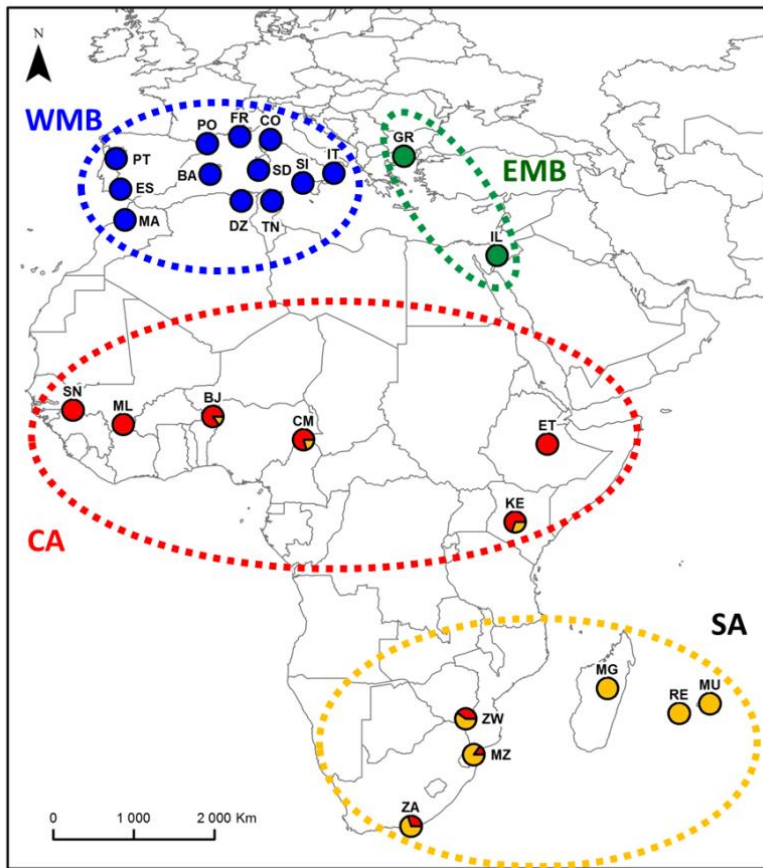 N
WMB
PO
FR
CO
GR
PT
BA
SD
SI
IT
EMB
ES
MA
DZ
TN
IL
SN
ML
BJ
CM
ET
KE
CA
SA
MG
RE
MU
ZW
MZ
ZA
0 1 000 2 000 Km